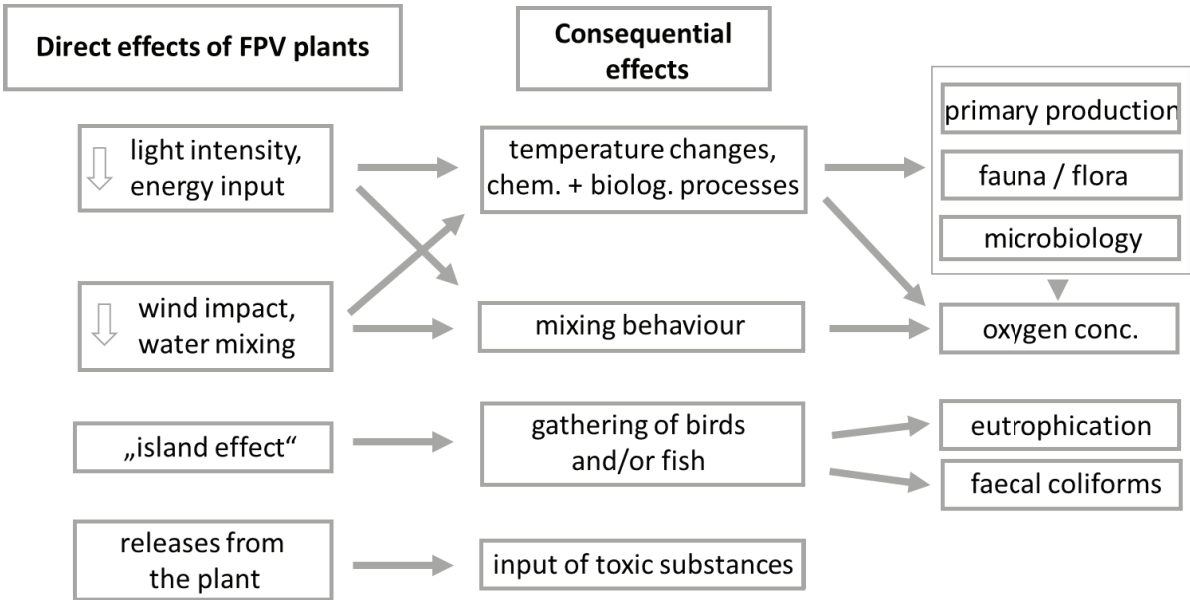 Direct effects of FPV plants
Consequential
effects
light intensity,
energy input
temperature changes,
chem. + biolog. processes
primary production
fauna / flora
microbiology
wind impact,
water mixing
mixing behaviour
oxygen conc.
„island effect“
gathering of birds
and/or fish
eutrophication
faecal coliforms
releases from
the plant
input of toxic substances